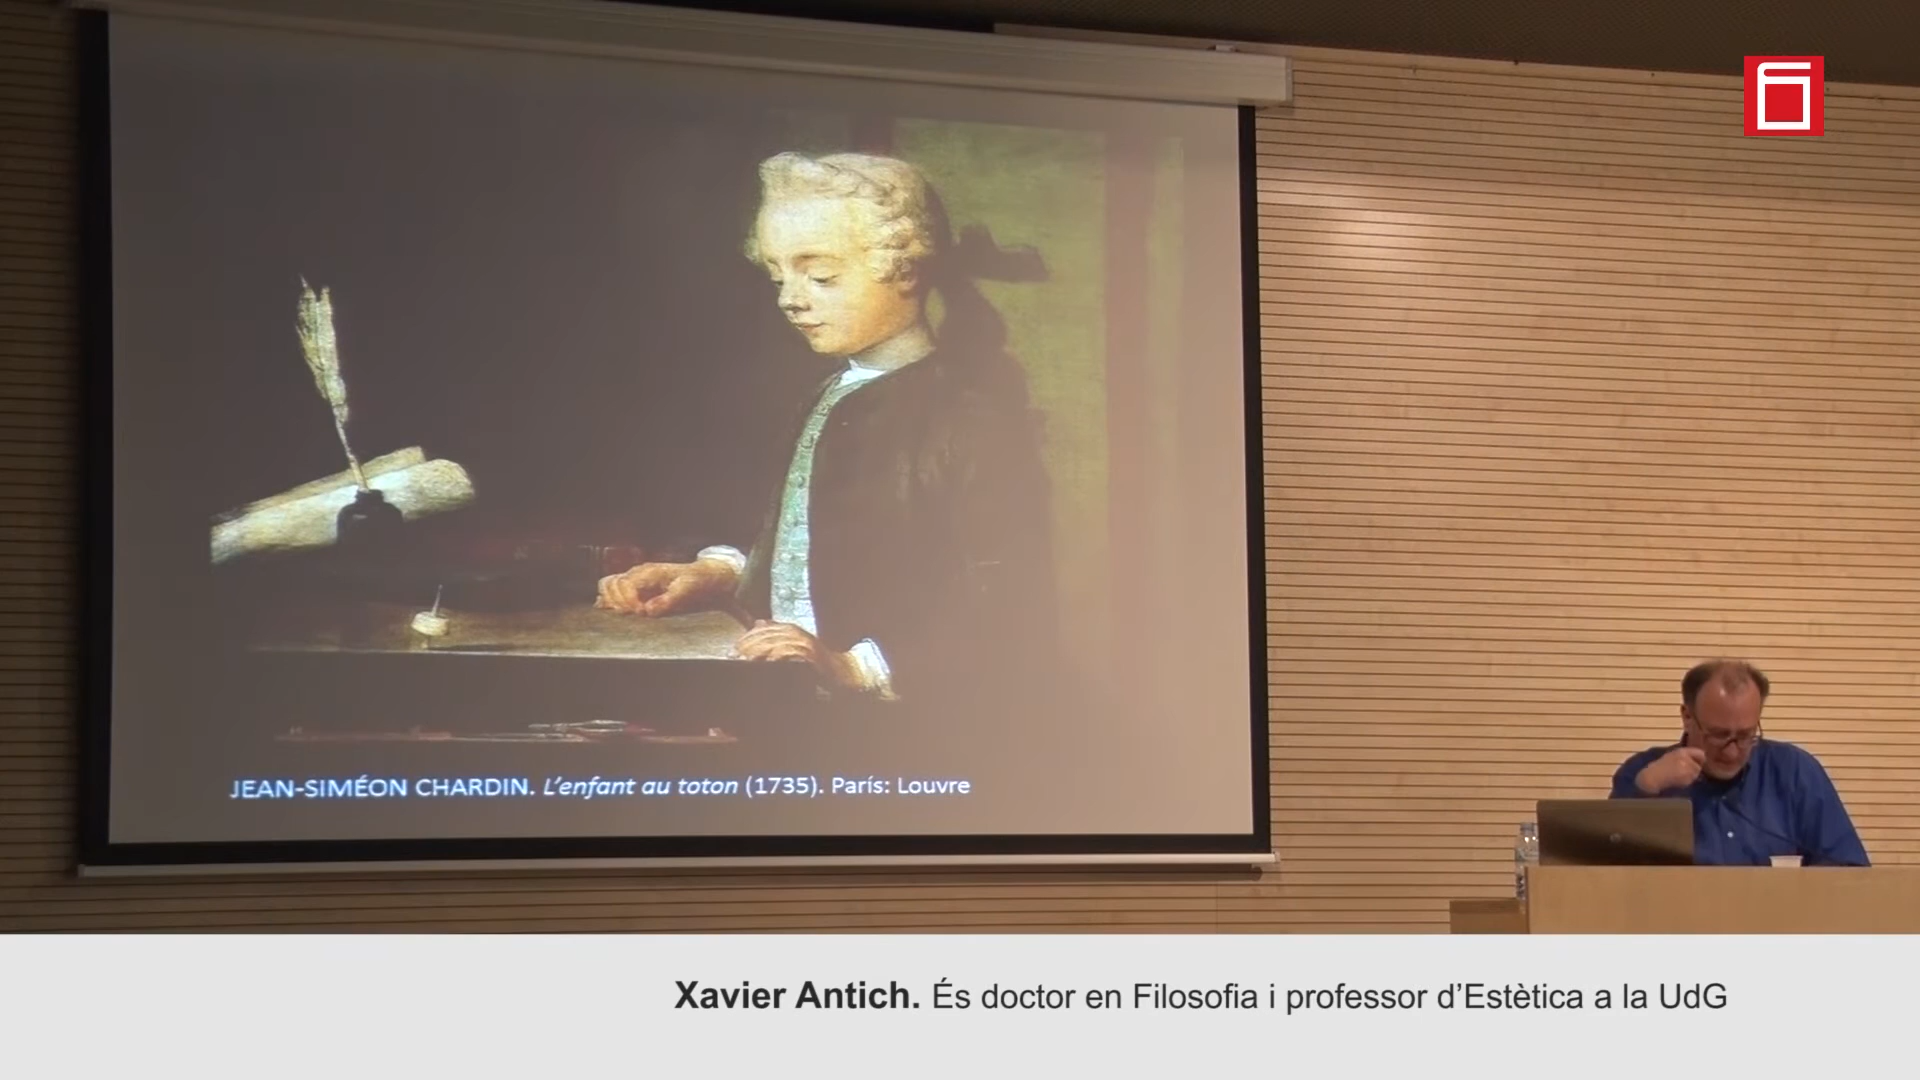 JEAN-SIMÉON CHARDIN. L'enfant au toton (1735). París: Louvre
Xavier Antich. És doctor en Filosofia i professor d'Estètica a la UdG